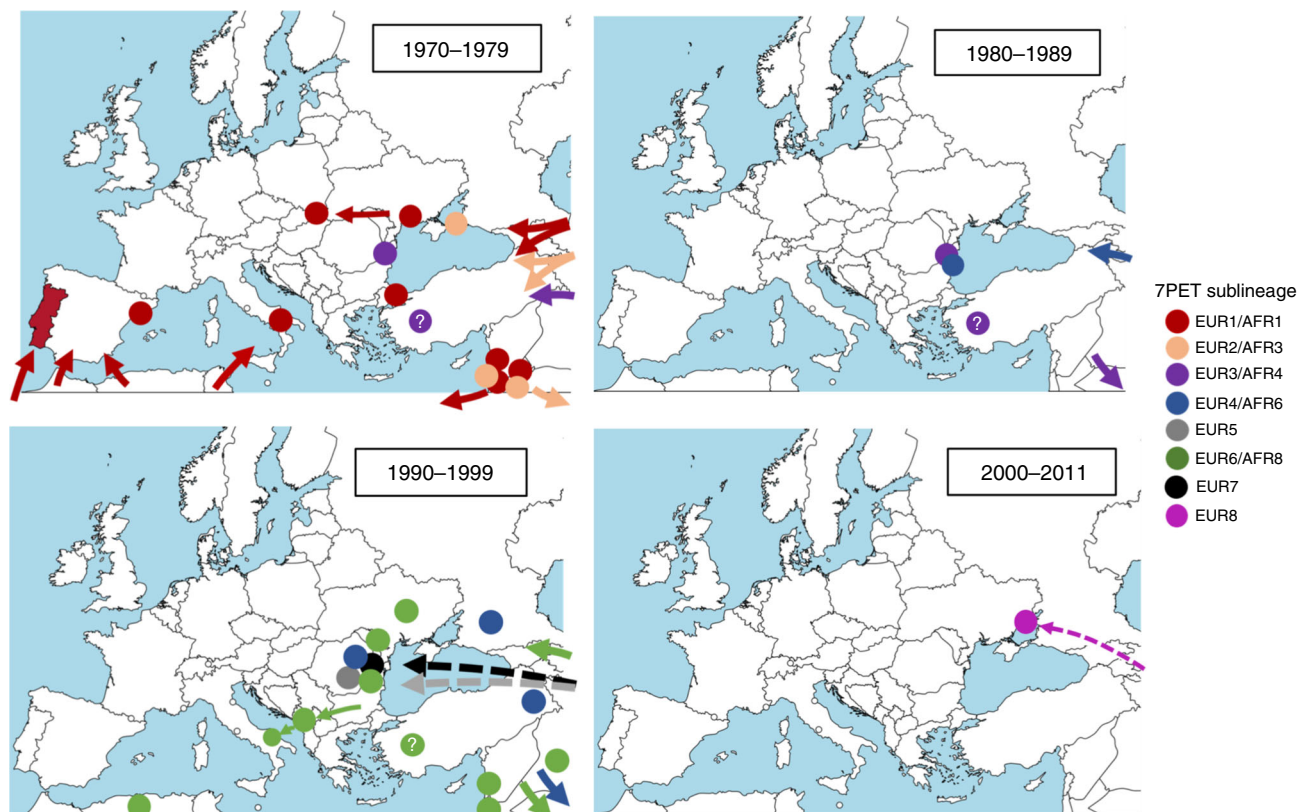 1970–1979
1980–1989
?
?
7PET sublineage
EUR1/AFR1
EUR2/AFR3
EUR3/AFR4
EUR4/AFR6
EUR5
EUR6/AFR8
EUR7
EUR8
1990–1999
2000–2011
?